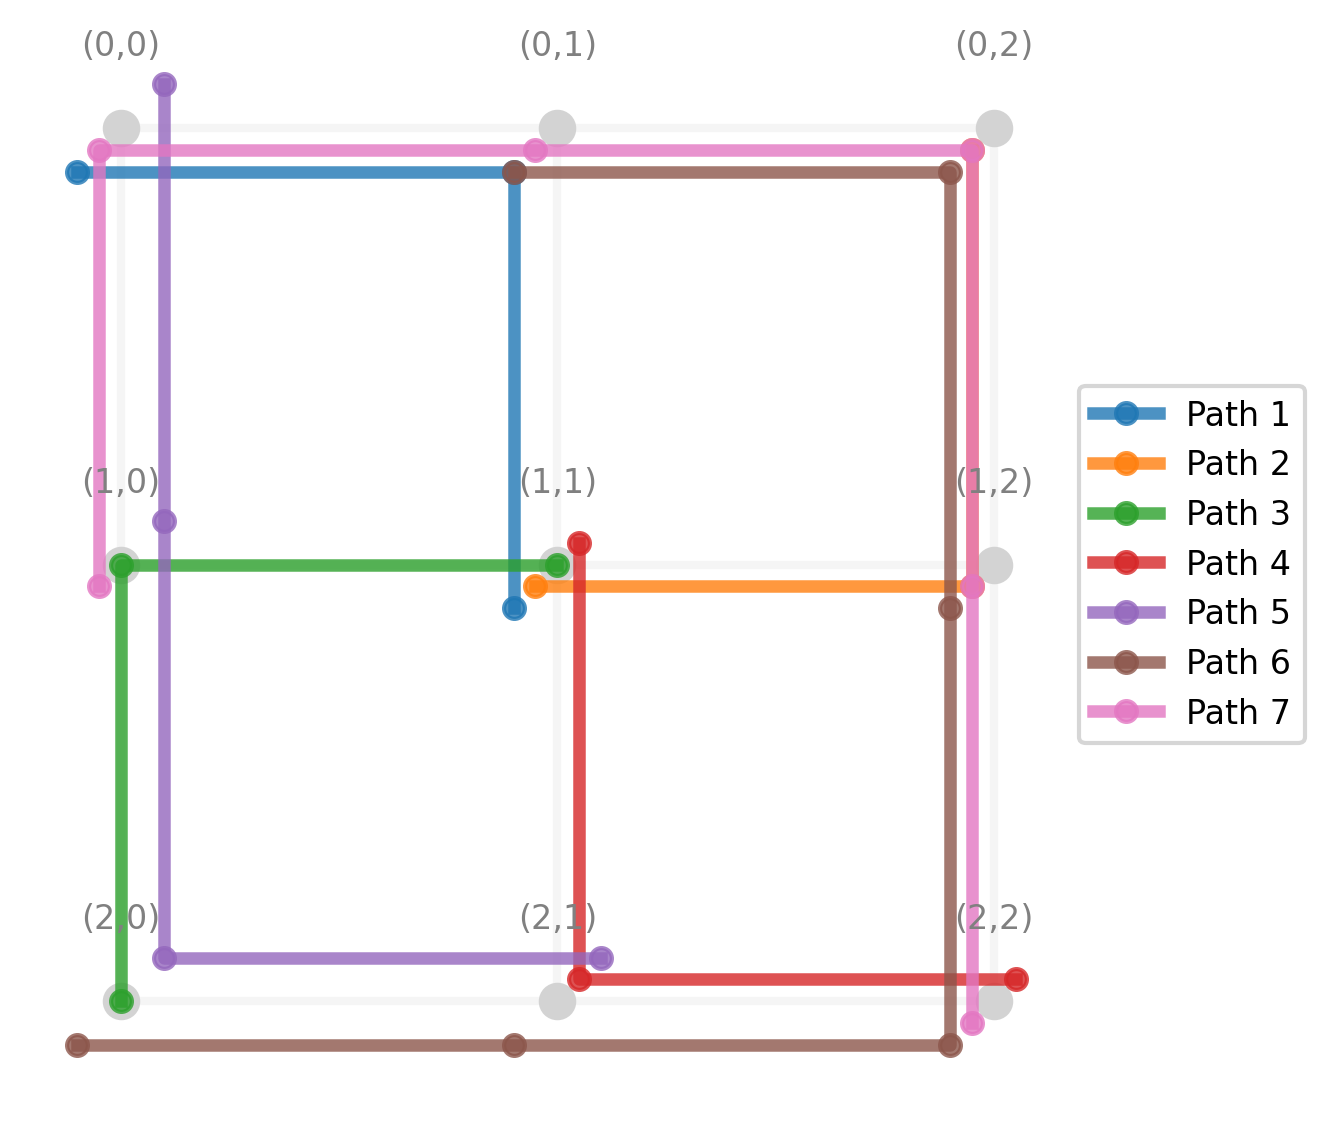 (0,0) (0,1) (0,2)
(1,0) (1,1) (1,2)
Path 1
Path 2
Path 3
Path 4
Path 5
Path 6
Path 7
(2,0) (2,1) (2,2)